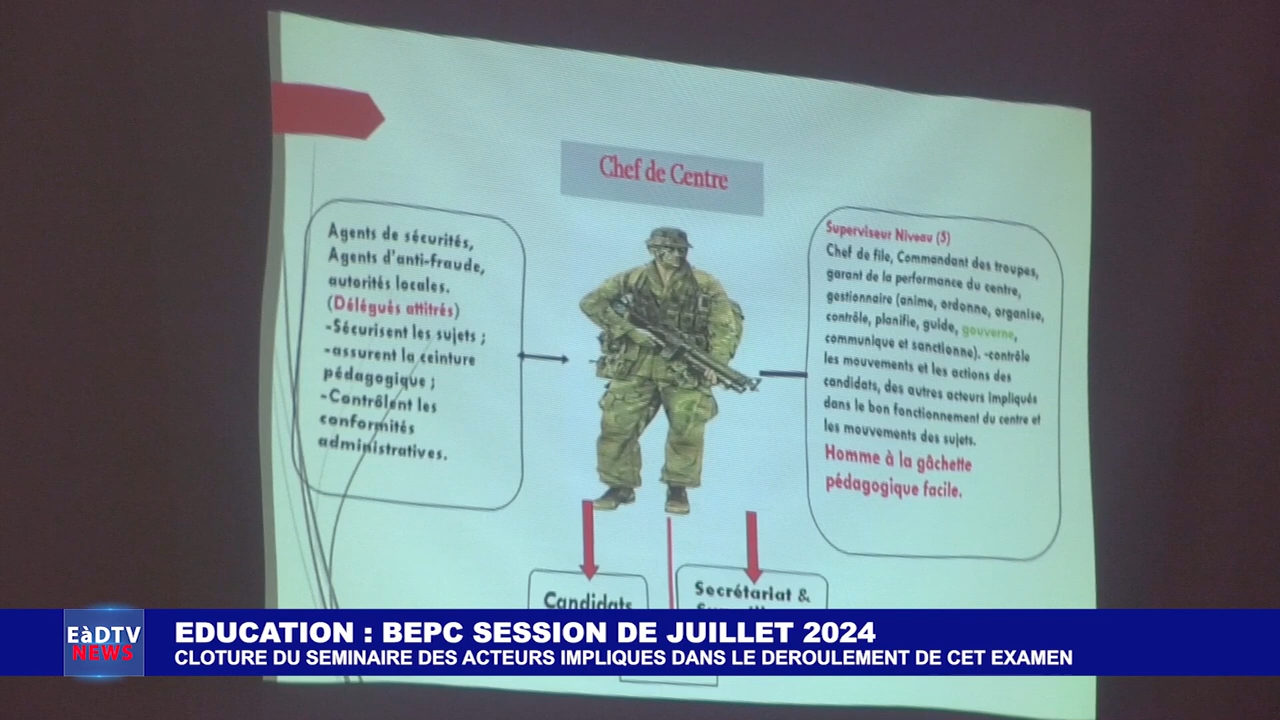 Chef de Centre
Agents de sécurités,
Agents d'anti-fraude,
autorités locales.
(Délégués attitrés)
-Sécurisent les sujets ;
-assurent la ceinture
pédagogique ;
-Contrôlent les
conformités
administratives.
Superviseur Niveau (3)
Chef de file, Commandant des troupes,
garant de la performance du centre,
gestionnaire (anime, ordonne, organise,
contrôle, planifie, guide, gouverne,
communique et sanctionne). -contrôle
les mouvements et les actions des
candidats, des autres acteurs impliqués
dans le bon fonctionnement du centre et
les mouvements des sujets.
Homme à la gâchette
pédagogique facile.
Candidats
Secrétariat &
EàDTV
NEWS
EDUCATION : BEPC SESSION DE JUILLET 2024
CLOTURE DU SEMINAIRE DES ACTEURS IMPLIQUES DANS LE DEROULEMENT DE CET EXAMEN